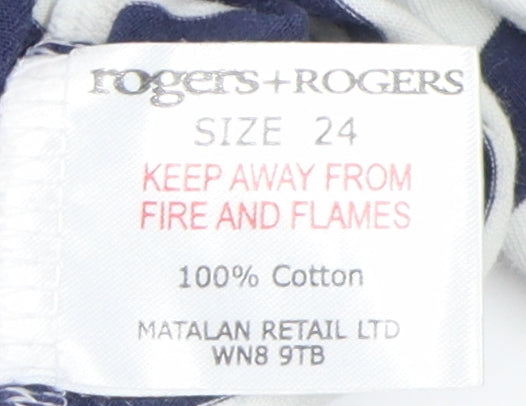 rogers+ROGERS
SIZE 24
KEEP AWAY FROM
FIRE AND FLAMES
100% Cotton
MATALAN RETAIL LTD
WN8 9TB